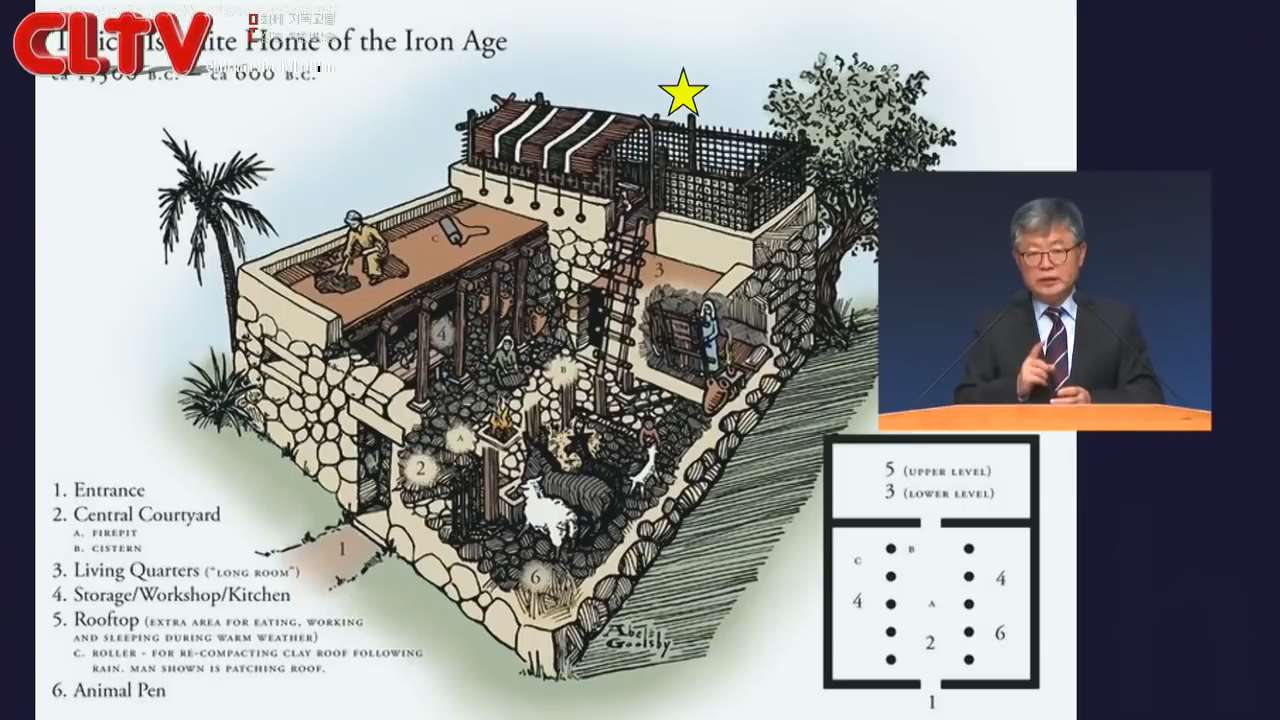 CLTV
Home of the Iron Age
B.C. – ca 600 B.C.
1. Entrance
2. Central Courtyard
A. FIREPIT
B. CISTERN
3. Living Quarters ("LONG ROOM")
4. Storage/Workshop/Kitchen
5. Rooftop (EXTRA AREA FOR EATING, WORKING
AND SLEEPING DURING WARM WEATHER)
C. ROLLER - FOR RE-COMPACTING CLAY ROOF FOLLOWING
RAIN. MAN SHOWN IS PATCHING ROOF.
6. Animal Pen
C
3
4
B
A
2
1
6
Abelis
Goolsby
5 (UPPER LEVEL)
3 (LOWER LEVEL)
C B
4 A 4
2 6
1